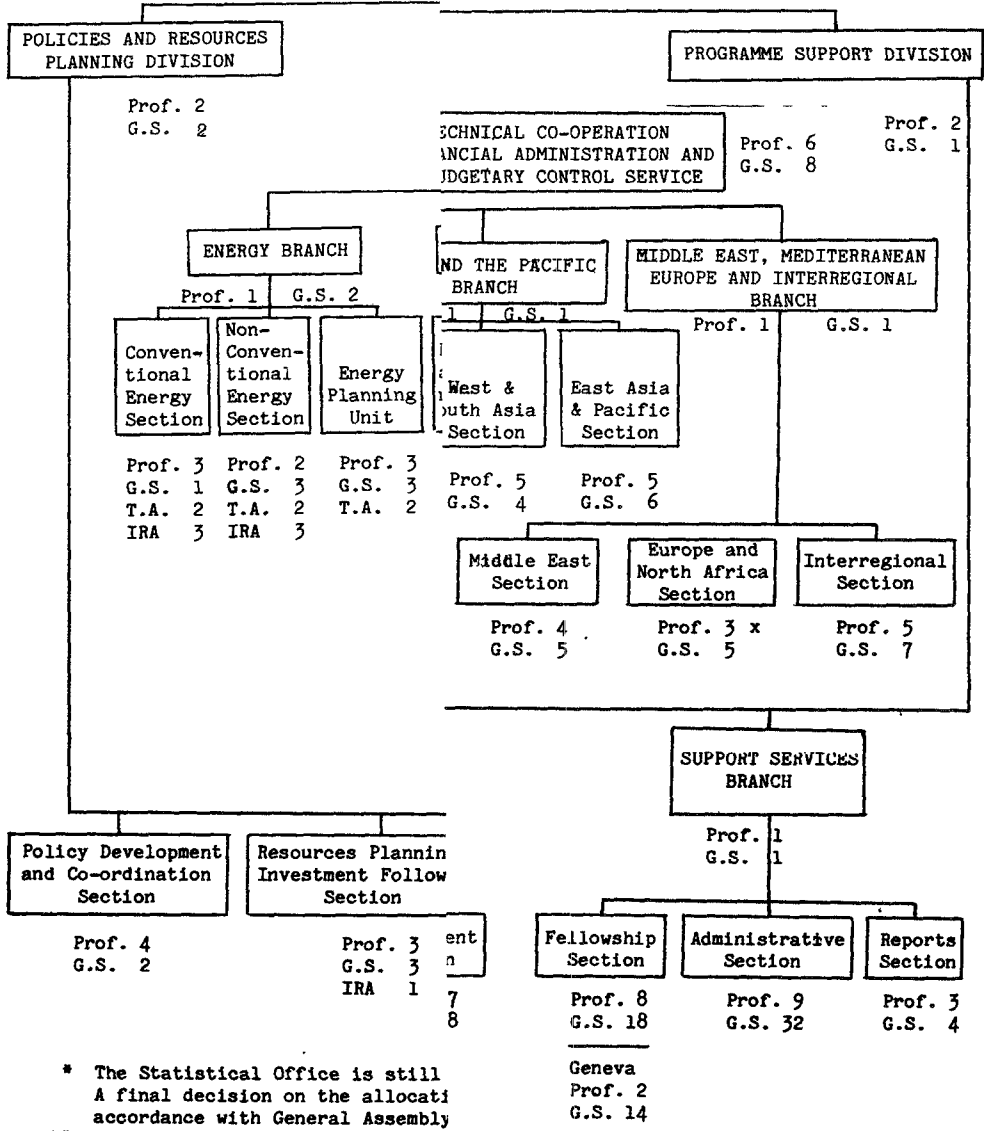 POLICIES AND RESOURCES
PLANNING DIVISION
Prof. 2
G.S. 2
PROGRAMME SUPPORT DIVISION
Prof. 2
G.S. 1
ECHNICAL CO-OPERATION
ANCIAL ADMINISTRATION AND
UDGETARY CONTROL SERVICE
Prof. 6
G.S. 8
ENERGY BRANCH
Prof. 1 G.S. 2
ND THE PACIFIC
BRANCH
1 G.S. 1
MIDDLE EAST, MEDITERRANEAN
EUROPE AND INTERREGIONAL
BRANCH
Prof. 1 G.S. 1
Conven-
tional
Energy
Section
Prof. 3
G.S. 1
T.A. 2
IRA 3
Non-
Conven-
tional
Energy
Section
Prof. 2
G.S. 3
T.A. 2
IRA 3
Energy
Planning
Unit
Prof. 3
G.S. 3
T.A. 2
West &
outh Asia
Section
Prof. 5
G.S. 4
East Asia
& Pacific
Section
Prof. 5
G.S. 6
Middle East
Section
Prof. 4
G.S. 5
Europe and
North Africa
Section
Prof. 3 x
G.S. 5
Interregional
Section
Prof. 5
G.S. 7
SUPPORT SERVICES
BRANCH
Prof. 1
G.S. 1
Policy Development
and Co-ordination
Section
Prof. 4
G.S. 2
Resources Plannin
Investment Follow
Section
Prof. 3
G.S. 3
IRA 1
ent
n
7
8
Fellowship
Section
Prof. 8
G.S. 18
Geneva
Prof. 2
G.S. 14
Administrative
Section
Prof. 9
G.S. 32
Reports
Section
Prof. 3
G.S. 4
* The Statistical Office is still
A final decision on the allocati
accordance with General Assembly